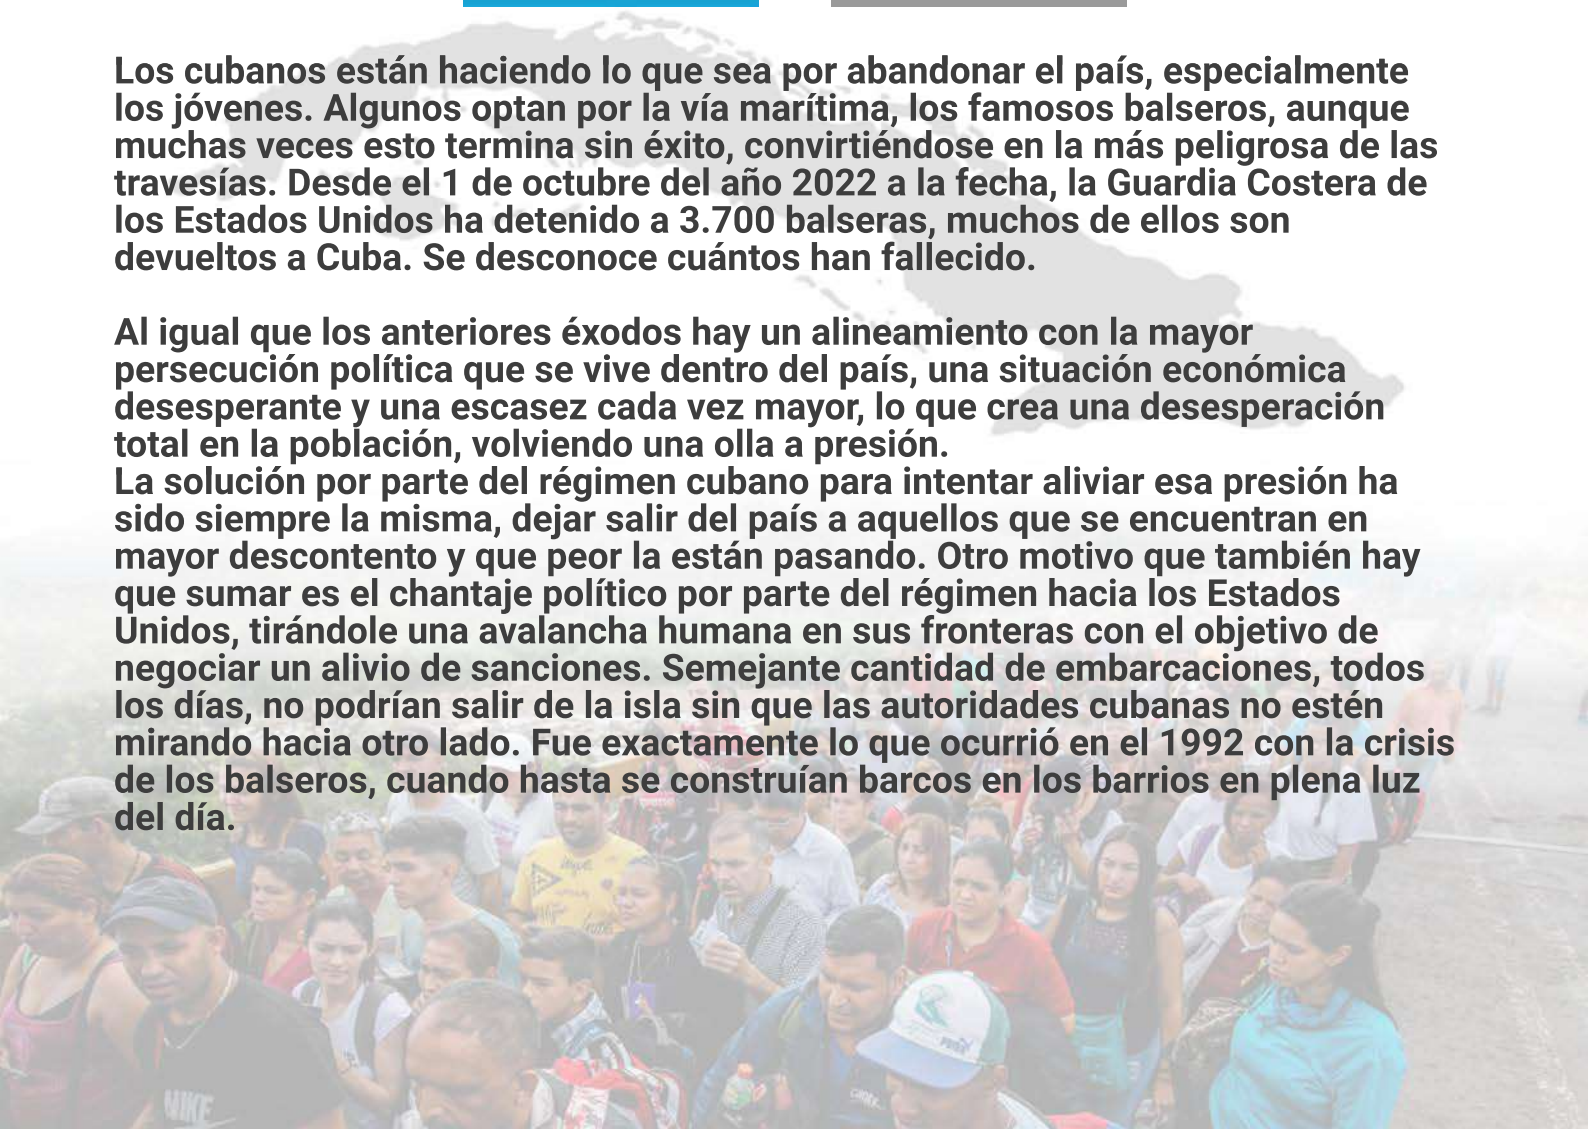 Los cubanos están haciendo lo que sea por abandonar el país, especialmente
los jóvenes. Algunos optan por la vía marítima, los famosos balseros, aunque
muchas veces esto termina sin éxito, convirtiéndose en la más peligrosa de las
travesías. Desde el 1 de octubre del año 2022 a la fecha, la Guardia Costera de
los Estados Unidos ha detenido a 3.700 balseras, muchos de ellos son
devueltos a Cuba. Se desconoce cuántos han fallecido.
Al igual que los anteriores éxodos hay un alineamiento con la mayor
persecución política que se vive dentro del país, una situación económica
desesperante y una escasez cada vez mayor, lo que crea una desesperación
total en la población, volviendo una olla a presión.
La solución por parte del régimen cubano para intentar aliviar esa presión ha
sido siempre la misma, dejar salir del país a aquellos que se encuentran en
mayor descontento y que peor la están pasando. Otro motivo que también hay
que sumar es el chantaje político por parte del régimen hacia los Estados
Unidos, tirándole una avalancha humana en sus fronteras con el objetivo de
negociar un alivio de sanciones. Semejante cantidad de embarcaciones, todos
los días, no podrían salir de la isla sin que las autoridades cubanas no estén
mirando hacia otro lado. Fue exactamente lo que ocurrió en el 1992 con la crisis
de los balseros, cuando hasta se construían barcos en los barrios en plena luz
del día.
NIKE
PUMA